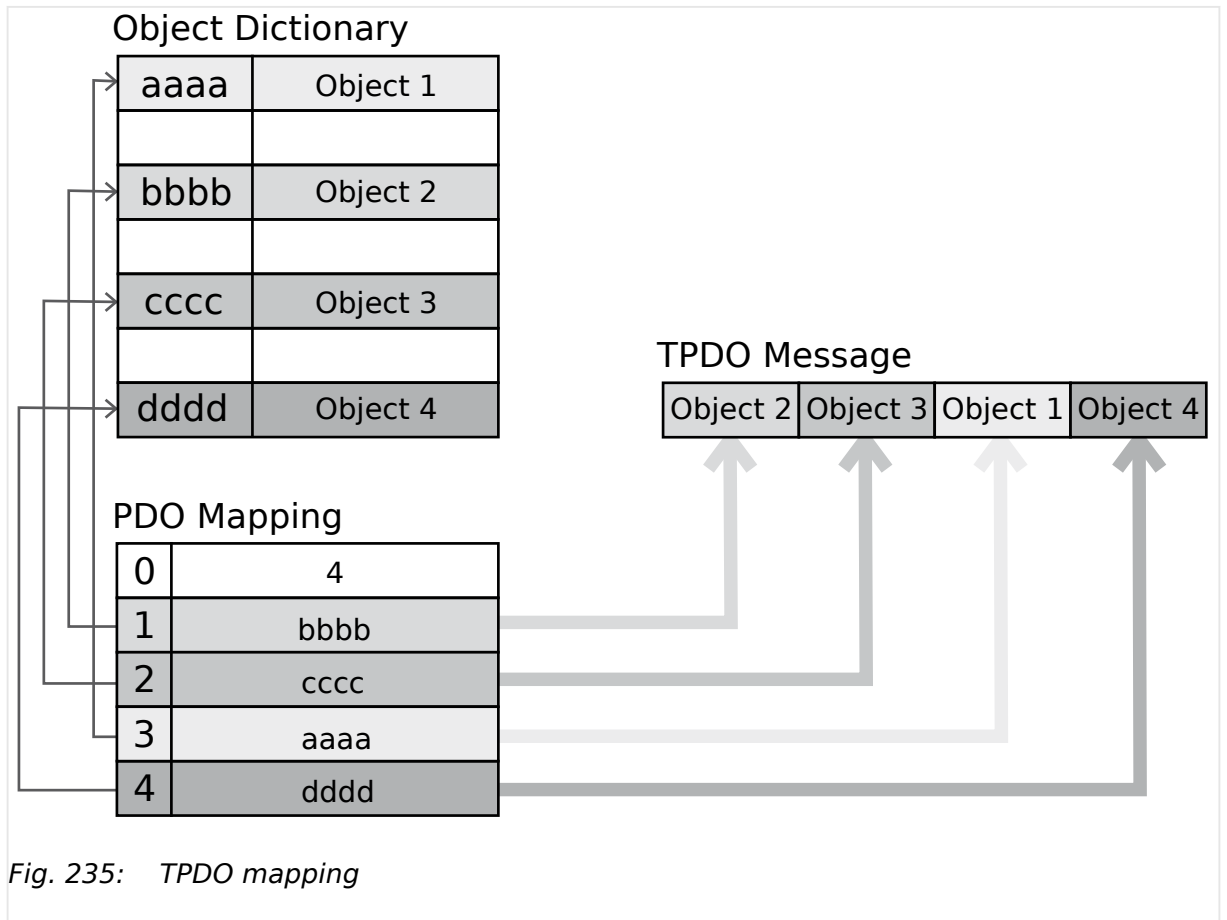 Object Dictionary
aaaa Object 1
bbbb Object 2
cccc Object 3
dddd Object 4
TPDO Message
Object 2 Object 3 Object 1 Object 4
PDO Mapping
0 4
1 bbbb
2 cccc
3 aaaa
4 dddd
Fig. 235: TPDO mapping